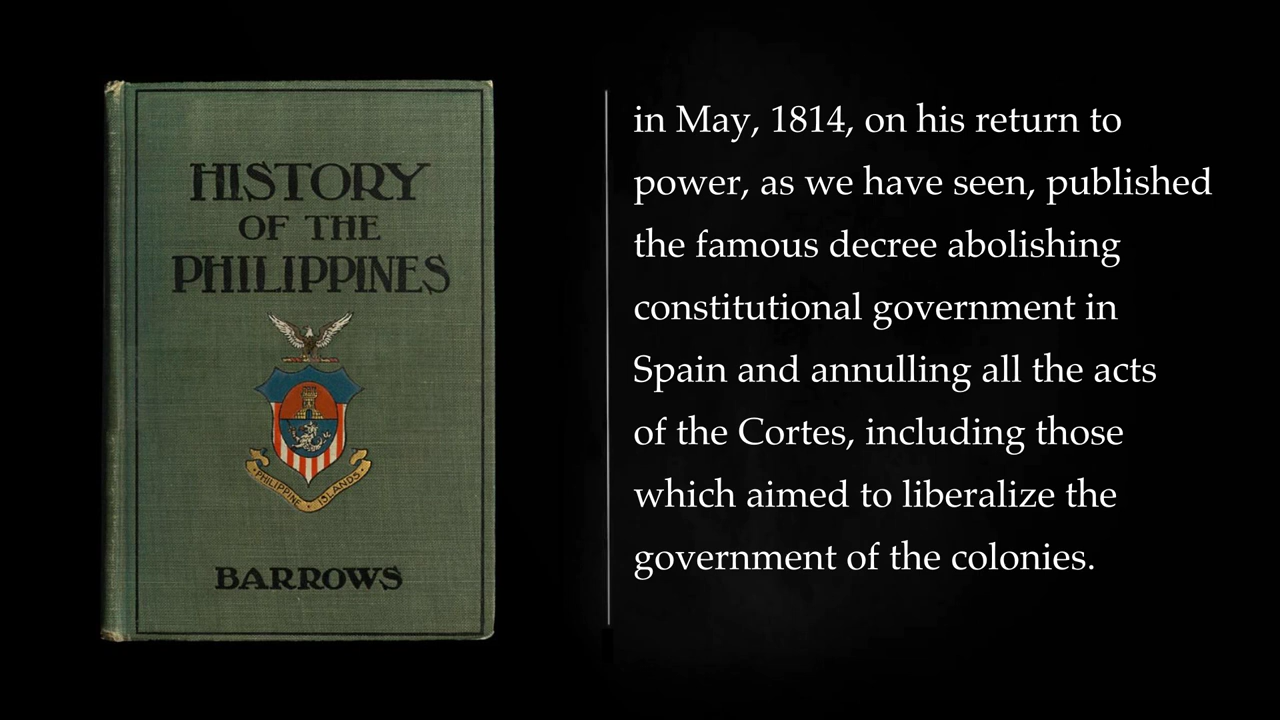 HISTORY
OF THE
PHILIPPINES
PHILIPPINE ISLANDS
BARROWS
in May, 1814, on his return to
power, as we have seen, published
the famous decree abolishing
constitutional government in
Spain and annulling all the acts
of the Cortes, including those
which aimed to liberalize the
government of the colonies.